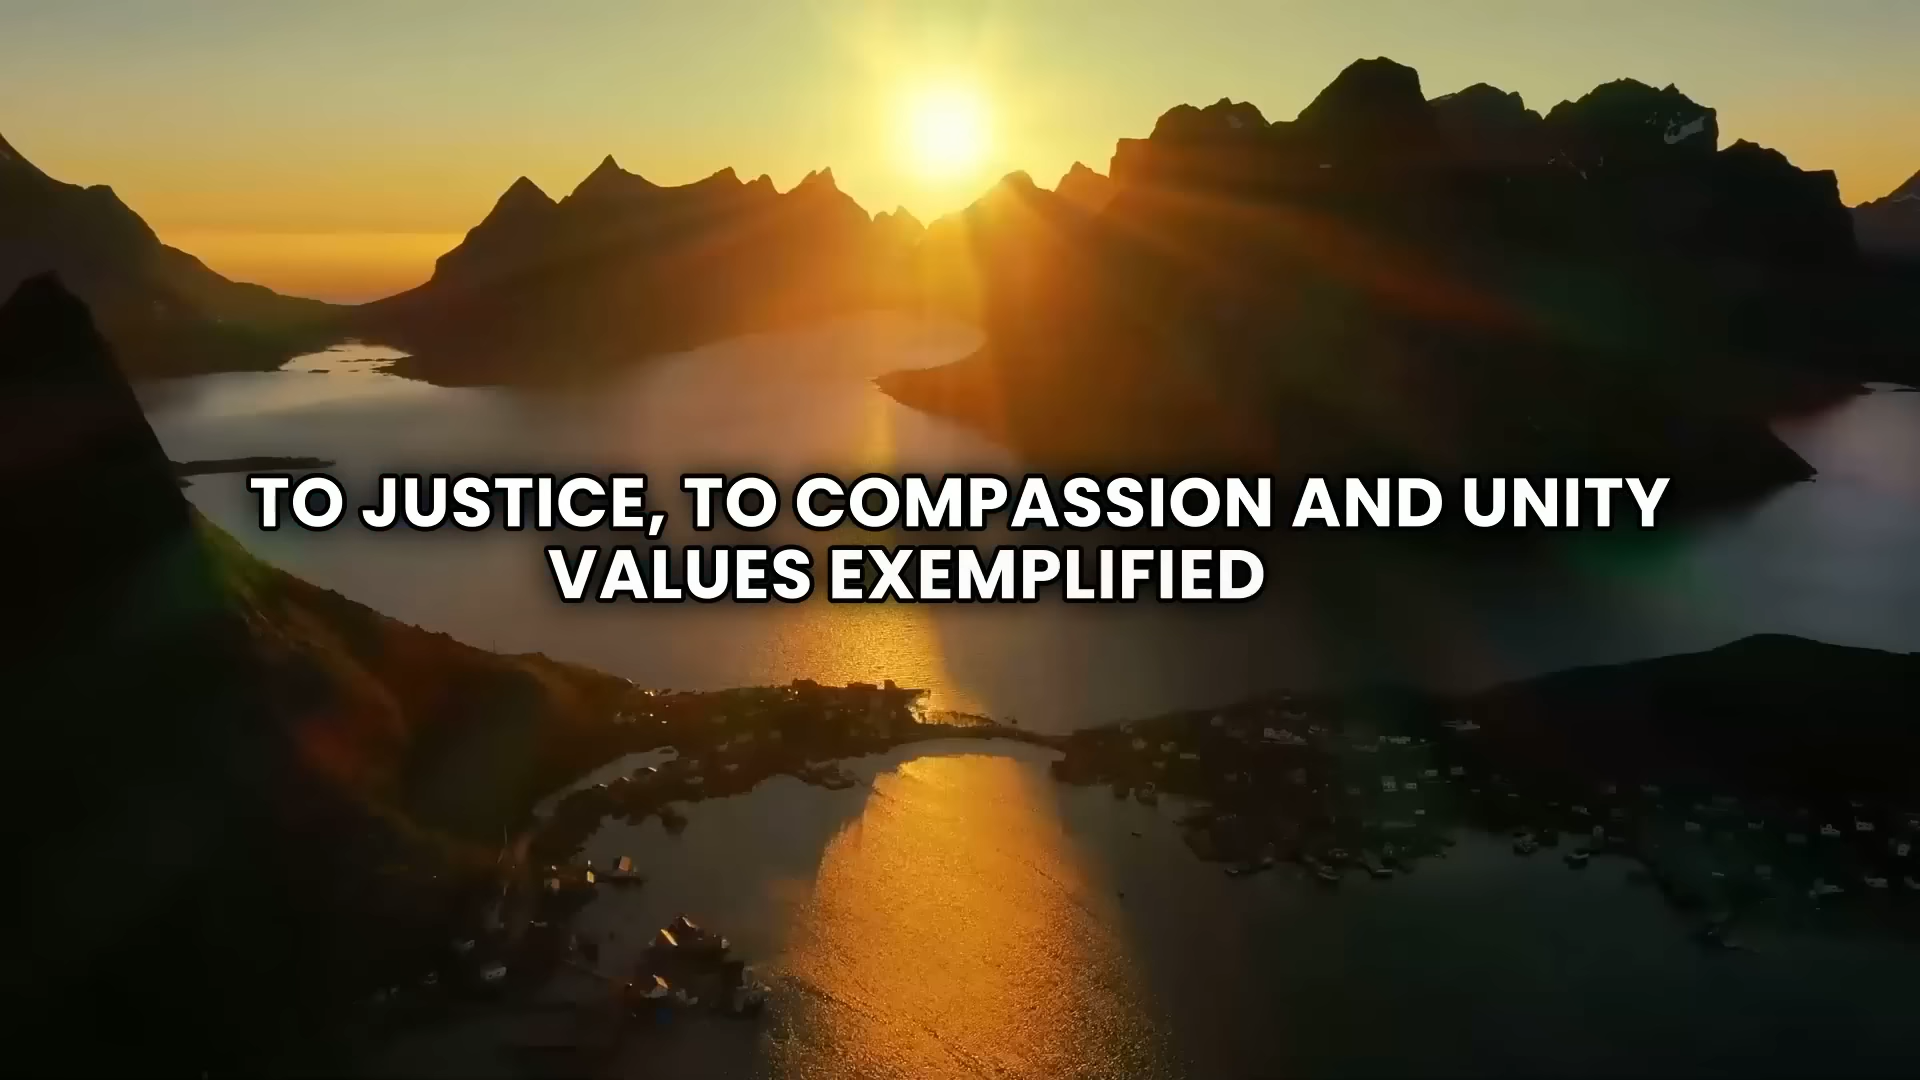 TO JUSTICE, TO COMPASSION AND UNITY
VALUES EXEMPLIFIED